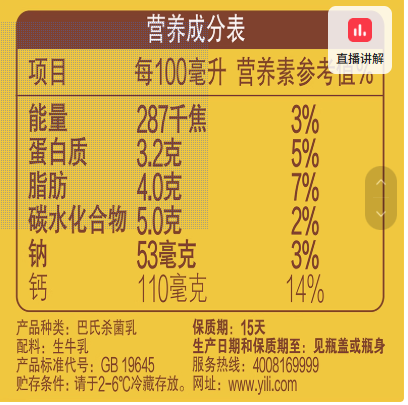 营养成分表
直播讲解
项目 每100毫升 营养素参考值%
能量 287千焦 3%
蛋白质 3.2克 5%
脂肪 4.0克 7%
碳水化合物 5.0克 2%
钠 53毫克 3%
钙 110毫克 14%
产品种类：巴氏杀菌乳 保质期：15天
配料：生牛乳 生产日期和保质期至：见瓶盖或瓶身
产品标准代号：GB 19645 服务热线：4008169999
贮存条件：请于2-6℃冷藏存放。网址：www.yili.com